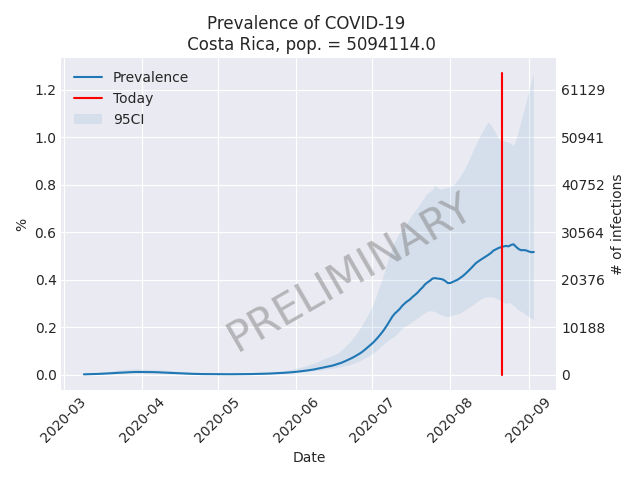 Prevalence of COVID-19
Costa Rica, pop. = 5094114.0
Prevalence
Today
95CI
PRELIMINARY
%
1.2
1.0
0.8
0.6
0.4
0.2
0.0
61129
50941
40752
30564
20376
10188
0
# of infections
2020-03
2020-04
2020-05
2020-06
2020-07
2020-08
2020-09
Date